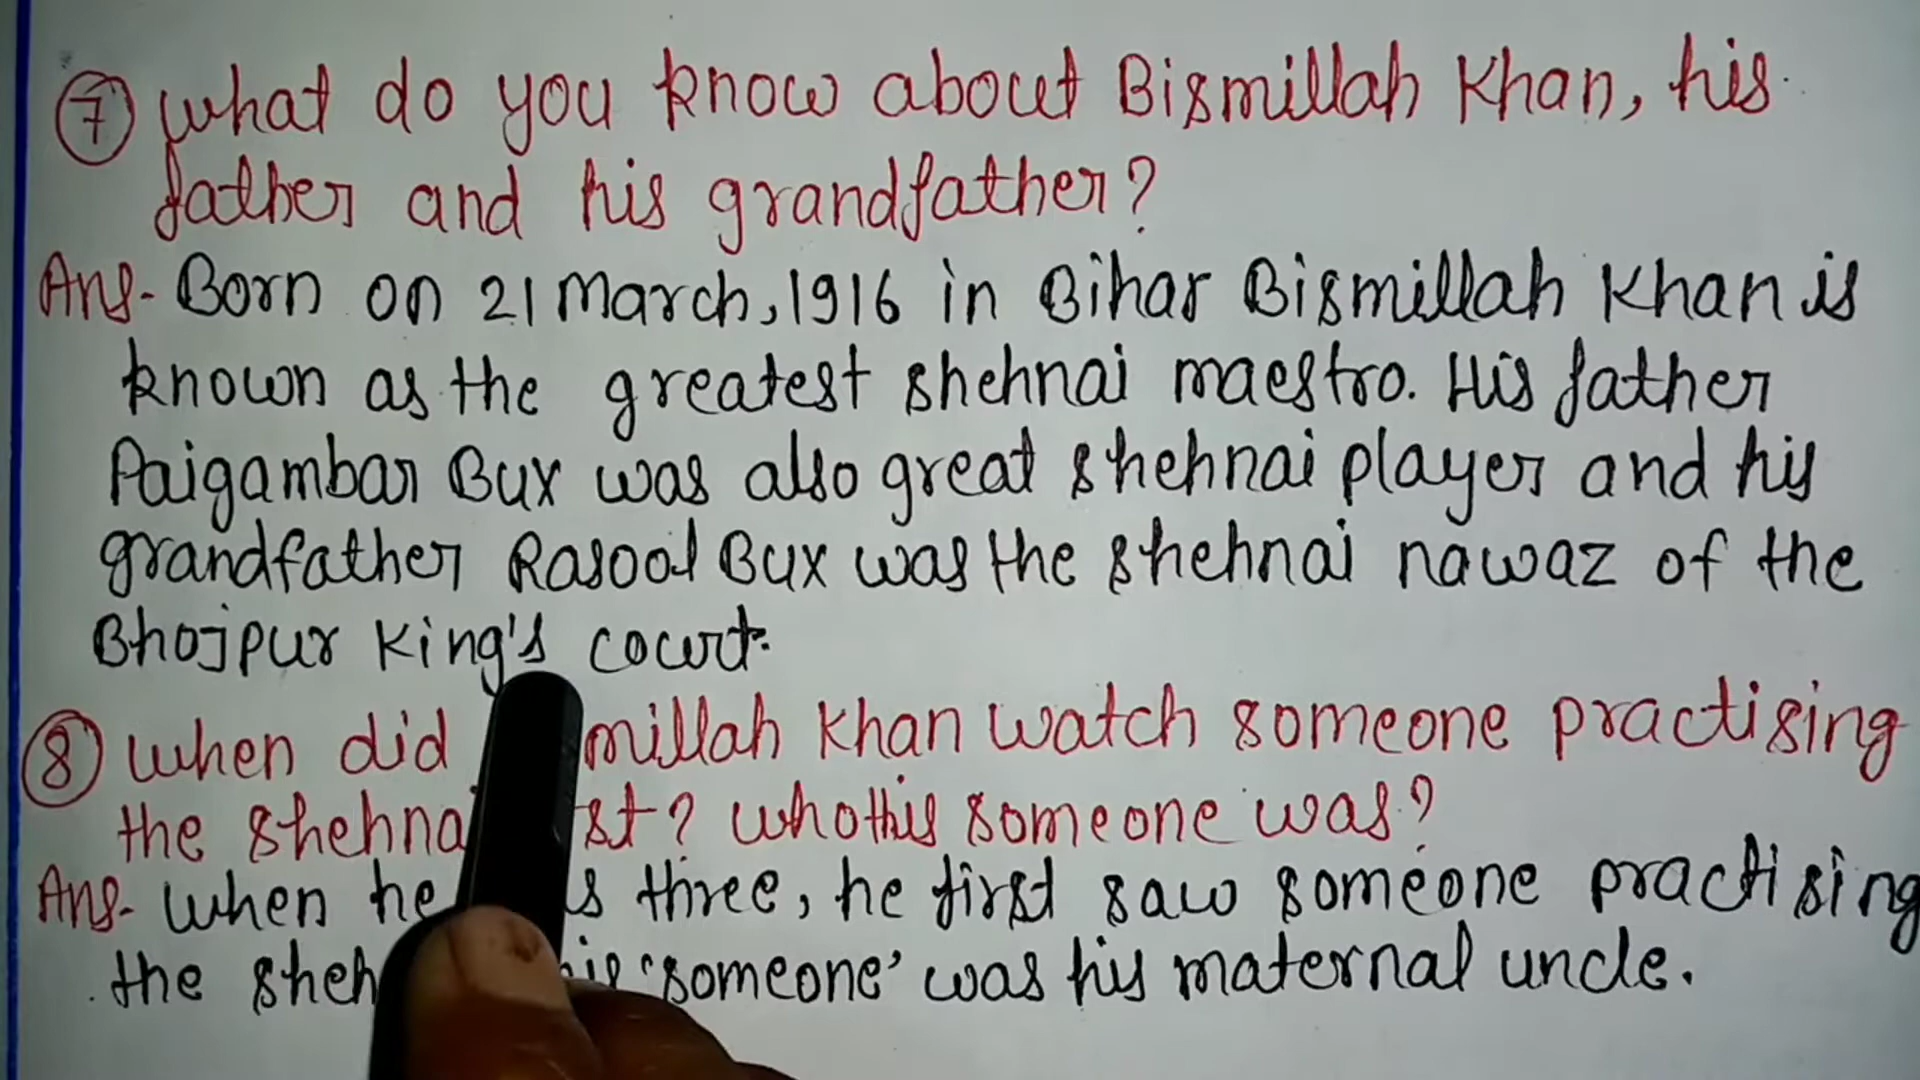 7 What do you know about Bismillah Khan, his
father and his grandfather?
Ans- Born on 21 March, 1916 in Bihar Bismillah Khan is
known as the greatest shehnai maestro. His father
Paigambar Bux was also great shehnai player and his
grandfather Rasool Bux was the shehnai nawaz of the
Bhojpur King's court.
8 When did millah Khan watch someone practising
the shehna st? who this someone was?
Ans- When he s three, he first saw someone practising
the sheh his 'someone' was his maternal uncle.